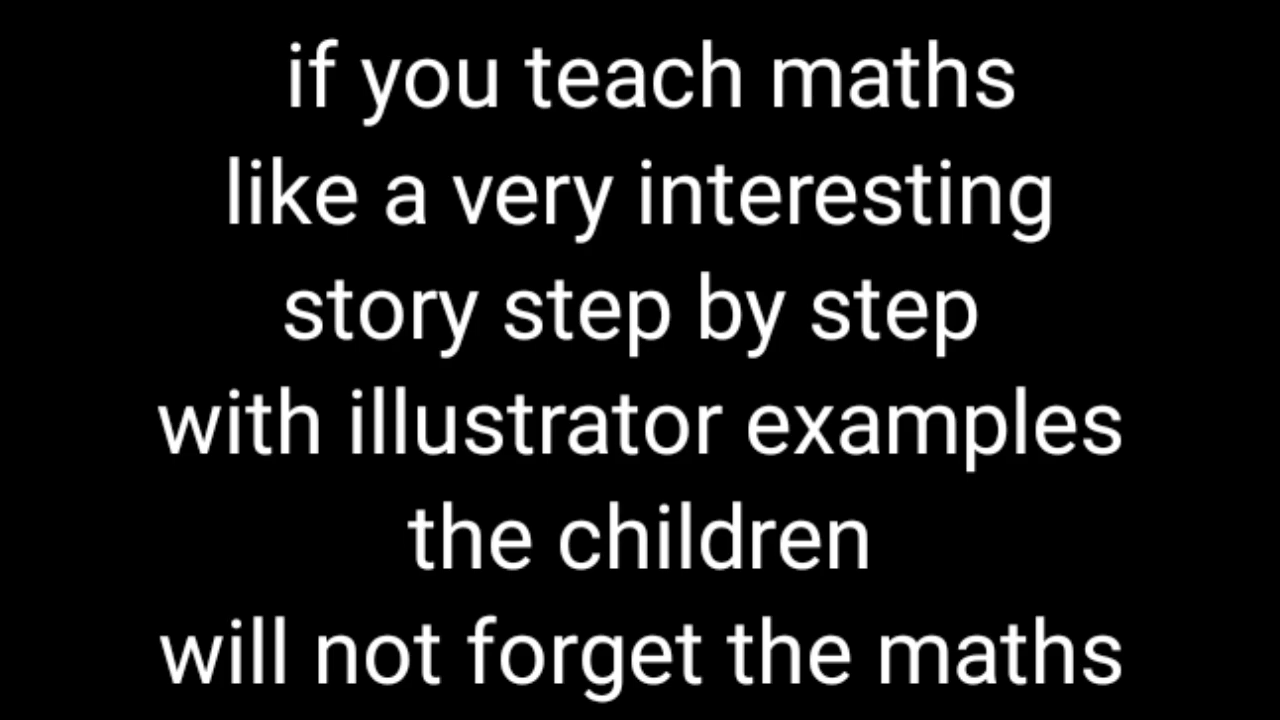 if you teach maths
like a very interesting
story step by step
with illustrator examples
the children
will not forget the maths